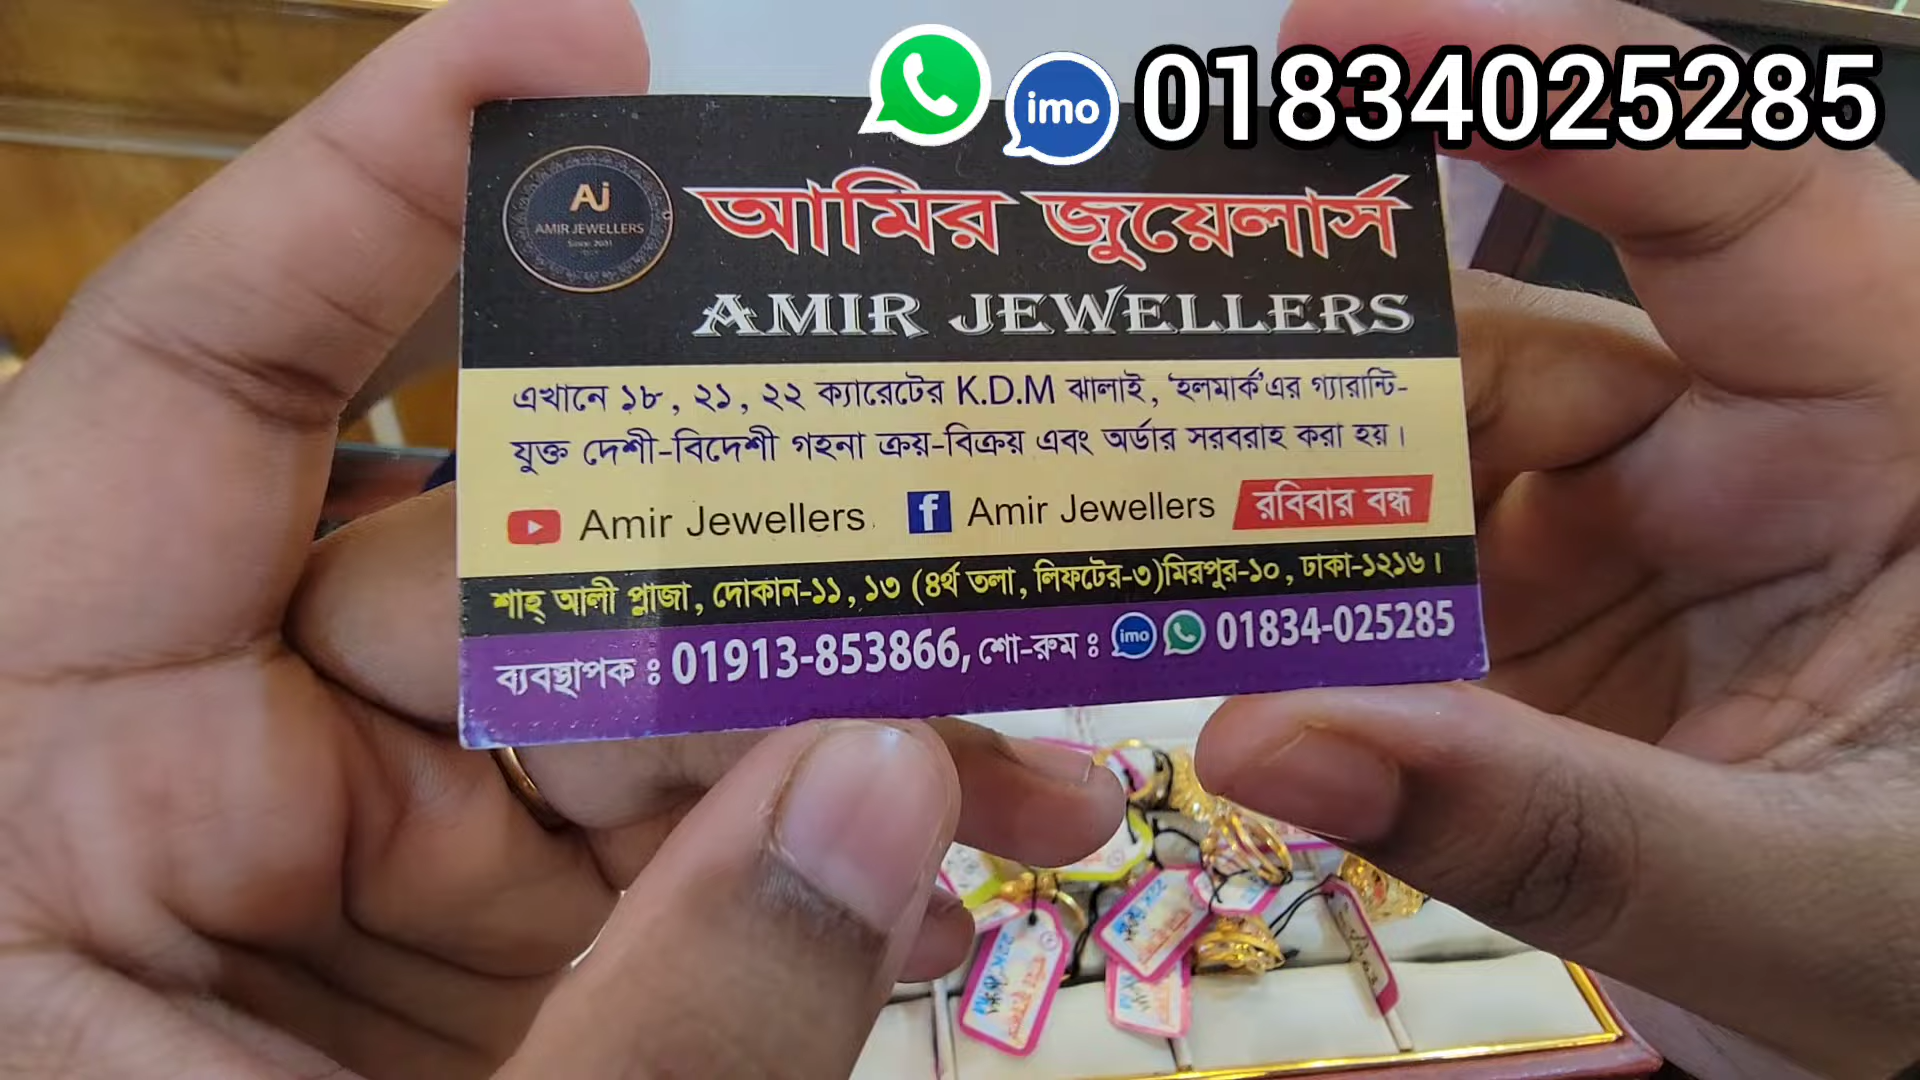 imo 01834025285
AJ
AMIR JEWELLERS
আমির জুয়েলার্স
AMIR JEWELLERS
এখানে ১৮, ২১, ২২ ক্যারেটের K.D.M ঝালাই, 'হলমার্ক'এর গ্যারান্টি-
যুক্ত দেশী-বিদেশী গহনা ক্রয়-বিক্রয় এবং অর্ডার সরবরাহ করা হয়।
Amir Jewellers f Amir Jewellers রবিবার বন্ধ
শাহ্ আলী প্লাজা, দোকান-১১, ১৩ (৪র্থ তলা, লিফটের-৩)মিরপুর-১০, ঢাকা-১২১৬।
ব্যবস্থাপক ঃ 01913-853866, শো-রুম ঃ imo 01834-025285